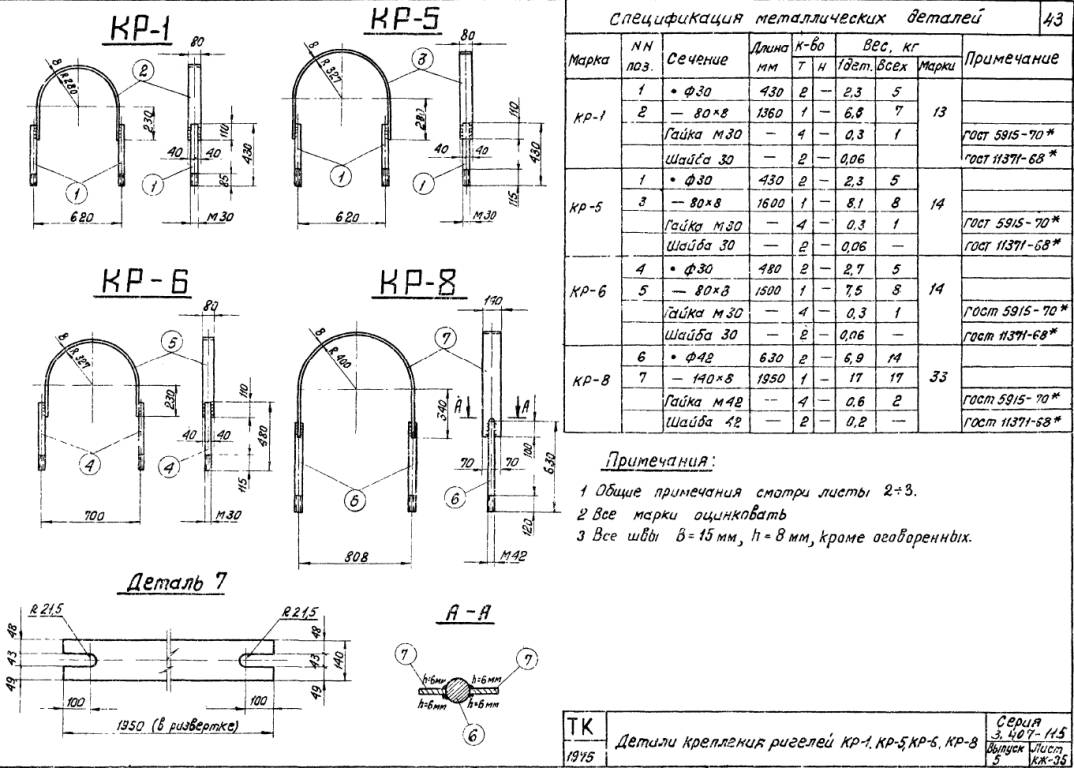 КР-1
КР-5
8
R 280
2
80
230
110
430
40 40
85
1
1
620
М30
8
R 327
3
80
287
110
430
40 40
115
1
1
620
М30
КР-6
КР-8
8
R 327
5
80
230
110
480
40 40
115
4
4
700
М30
8
R 400
7
140
340
А А
100
630
70 70
120
6
6
808
М42
Деталь 7
R 21,5
R 21,5
48
43
49
48
43
49
140
100
100
1950 (в развертке)
А-А
7
7
h=6мм h=6мм
h=6мм h=6мм
6
Спецификация металлических деталей 43
Марка NN поз. Сечение Длина мм к-во Вес, кг Примечание
т н 1дет. всех Марки
КР-1 13
1 • ф30 430 2 — 2,3 5
2 — 80×8 1360 1 — 6,8 7
Гайка М30 — 4 — 0,3 1 ГОСТ 5915-70*
Шайба 30 — 2 — 0,06 ГОСТ 11371-68*
КР-5 14
1 • ф30 430 2 — 2,3 5
3 — 80×8 1600 1 — 8,1 8
Гайка М30 — 4 — 0,3 1 ГОСТ 5915-70*
Шайба 30 — 2 — 0,06 — ГОСТ 11371-68*
КР-6 14
4 • ф30 480 2 — 2,7 5
5 — 80×8 1500 1 — 7,5 8
Гайка М30 — 4 — 0,3 1 ГОСТ 5915-70*
Шайба 30 — 2 — 0,06 — ГОСТ 11371-68*
КР-8 33
6 • ф42 630 2 — 6,9 14
7 — 140×8 1950 1 — 17 17
Гайка М42 — 4 — 0,6 2 ГОСТ 5915-70*
Шайба 42 — 2 — 0,2 — ГОСТ 11371-68*
Примечания:
1 Общие примечания смотри листы 2÷3.
2 Все марки оцинковать
3 Все швы В=15 мм, h=8 мм, кроме оговоренных.
ТК
1975
Детали крепления ригелей КР-1, КР-5, КР-6, КР-8
Серия
3.407-115
Выпуск 5
Лист КЖ-35